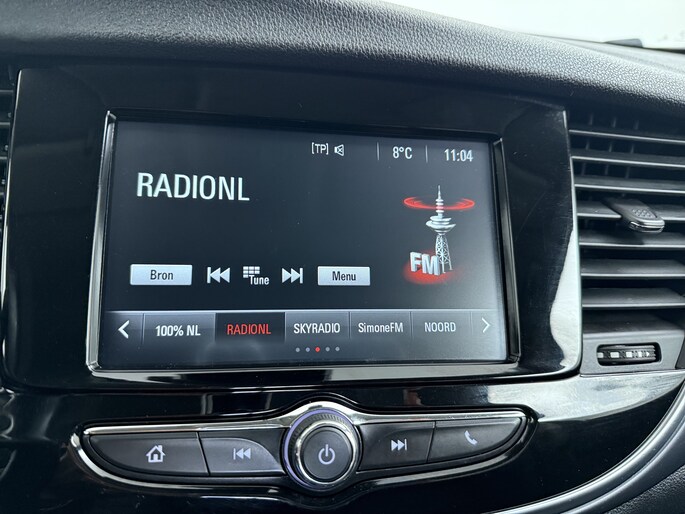 [TP] 8°C 11:04
RADIONL
FM
Bron Tune Menu
100% NL RADIONL SKYRADIO SimoneFM NOORD